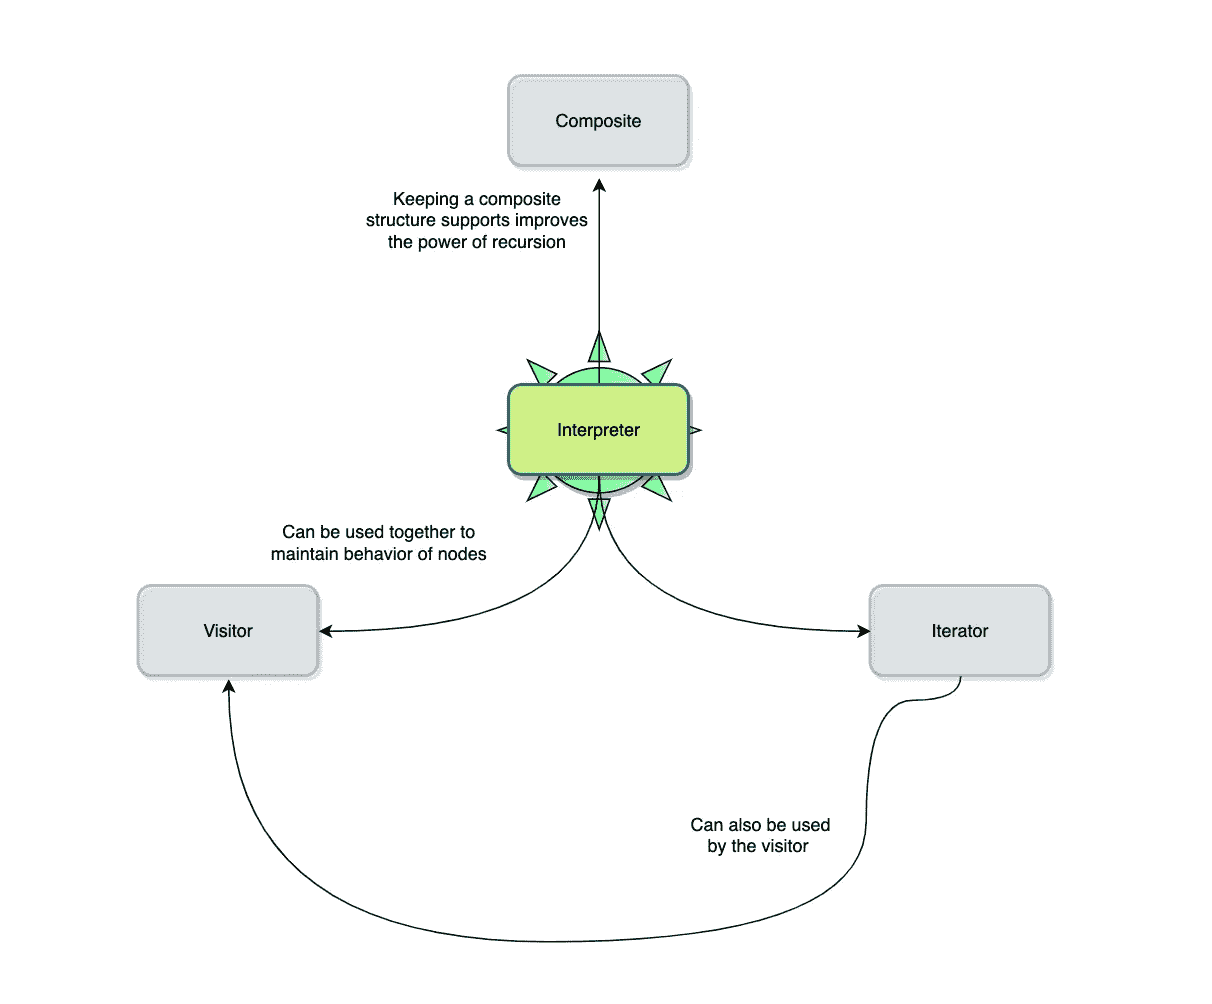 Composite
Keeping a composite
structure supports improves
the power of recursion
Interpreter
Can be used together to
maintain behavior of nodes
Visitor
Iterator
Can also be used
by the visitor